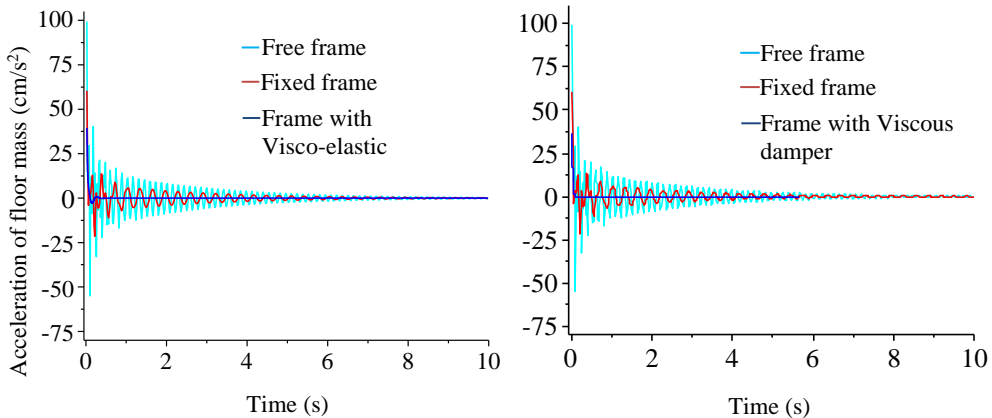 Acceleration of floor mass (cm/s²)
100
75
50
25
0
-25
-50
-75
0
2
4
6
8
10
Time (s)
Free frame
Fixed frame
Frame with
Visco-elastic
100
75
50
25
0
-25
-50
-75
0
2
4
6
8
10
Time (s)
Free frame
Fixed frame
Frame with Viscous
damper